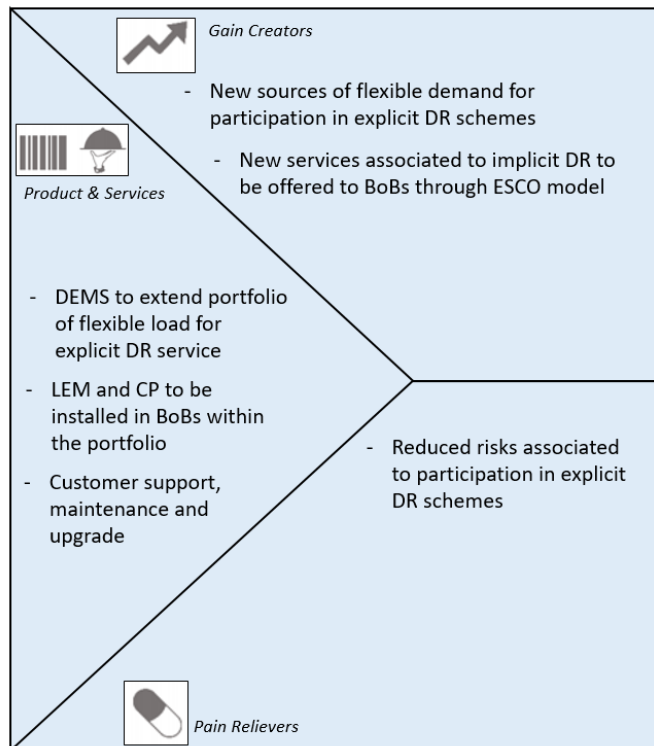 Gain Creators
- New sources of flexible demand for
participation in explicit DR schemes
- New services associated to implicit DR to
be offered to BoBs through ESCO model
Product & Services
- DEMS to extend portfolio
of flexible load for
explicit DR service
- LEM and CP to be
installed in BoBs within
the portfolio
- Customer support,
maintenance and
upgrade
- Reduced risks associated
to participation in explicit
DR schemes
Pain Relievers